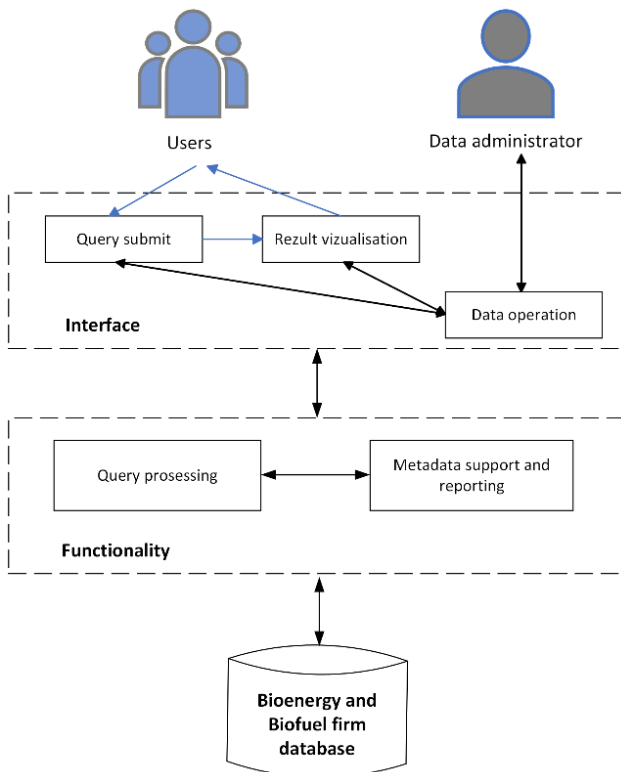 Users
Data administrator
Query submit
Rezult vizualisation
Data operation
Interface
Query prosessing
Metadata support and
reporting
Functionality
Bioenergy and
Biofuel firm
database